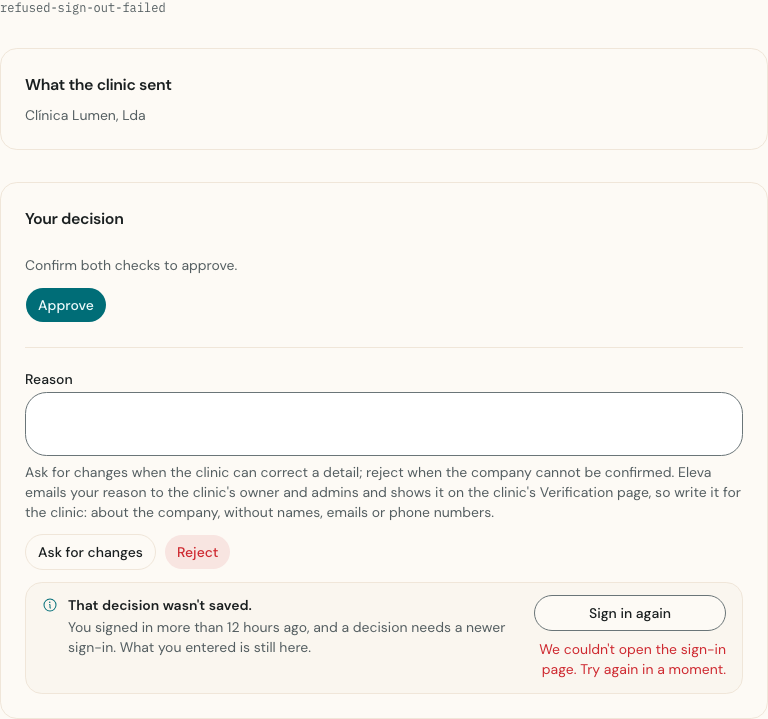 refused-sign-out-failed
What the clinic sent
Clínica Lumen, Lda
Your decision
Confirm both checks to approve.
Approve
Reason
Ask for changes when the clinic can correct a detail; reject when the company cannot be confirmed. Eleva
emails your reason to the clinic's owner and admins and shows it on the clinic's Verification page, so write it for
the clinic: about the company, without names, emails or phone numbers.
Ask for changes
Reject
That decision wasn't saved.
You signed in more than 12 hours ago, and a decision needs a newer
sign-in. What you entered is still here.
Sign in again
We couldn't open the sign-in
page. Try again in a moment.